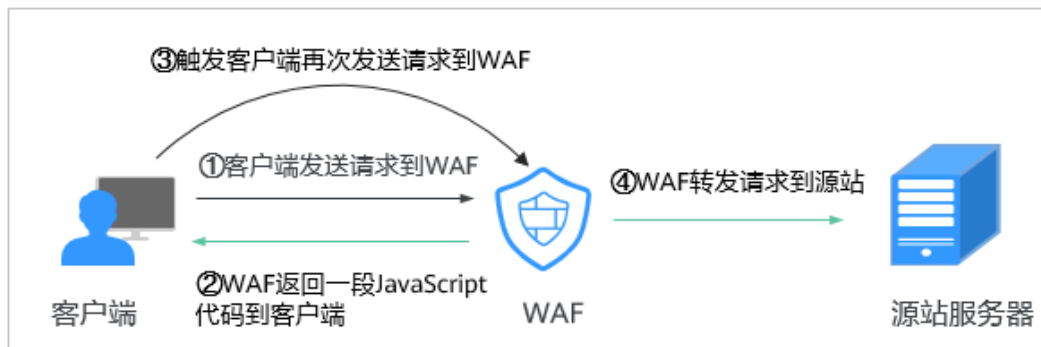 ③触发客户端再次发送请求到WAF
①客户端发送请求到WAF
④WAF转发请求到源站
②WAF返回一段JavaScript
代码到客户端
客户端
WAF
源站服务器